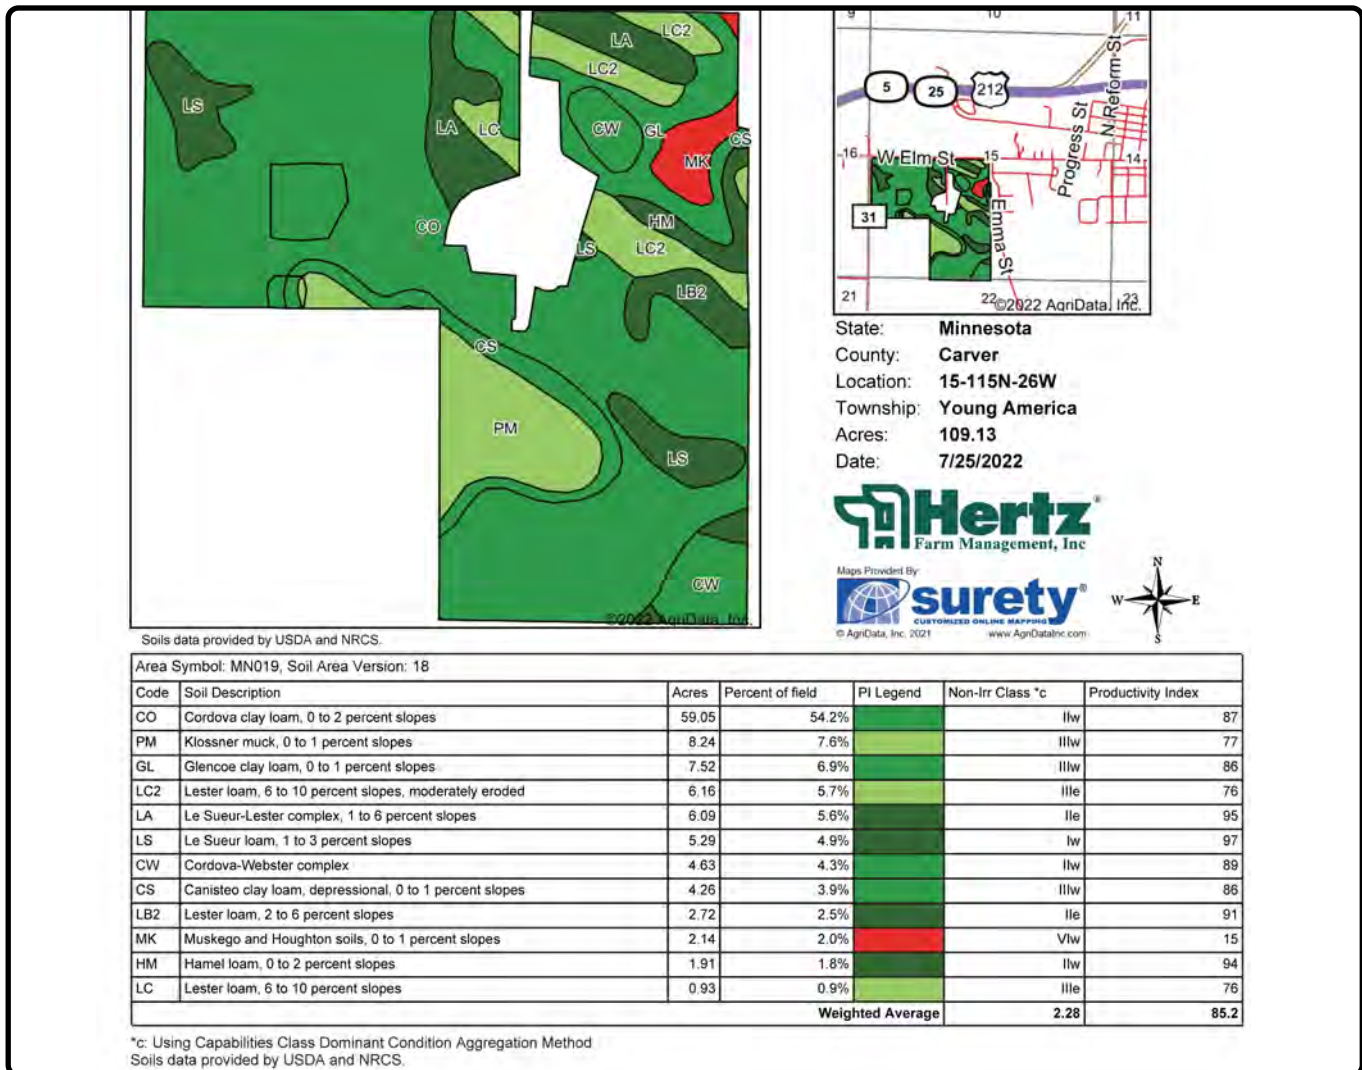 LC2
LA
LC2
LS
LA
LC
CW
GL
MK
CS
CO
HM
LS
LC2
LB2
CS
PM
LS
CW
©2022 AgriData, Inc.
Soils data provided by USDA and NRCS.
9
10
11
5
25
212
N Reform St
Progress St
16
W Elm St
15
14
31
Emma St
21
22
23
©2022 AgriData, Inc.
State: Minnesota
County: Carver
Location: 15-115N-26W
Township: Young America
Acres: 109.13
Date: 7/25/2022
Hertz®
Farm Management, Inc
Maps Provided By:
surety®
CUSTOMIZED ONLINE MAPPING
© AgriData, Inc. 2021 www.AgriDataInc.com
N
W E
S
Area Symbol: MN019, Soil Area Version: 18
Code Soil Description Acres Percent of field PI Legend Non-Irr Class *c Productivity Index
CO Cordova clay loam, 0 to 2 percent slopes 59.05 54.2% IIw 87
PM Klossner muck, 0 to 1 percent slopes 8.24 7.6% IIIw 77
GL Glencoe clay loam, 0 to 1 percent slopes 7.52 6.9% IIIw 86
LC2 Lester loam, 6 to 10 percent slopes, moderately eroded 6.16 5.7% IIIe 76
LA Le Sueur-Lester complex, 1 to 6 percent slopes 6.09 5.6% IIe 95
LS Le Sueur loam, 1 to 3 percent slopes 5.29 4.9% Iw 97
CW Cordova-Webster complex 4.63 4.3% IIw 89
CS Canisteo clay loam, depressional, 0 to 1 percent slopes 4.26 3.9% IIIw 86
LB2 Lester loam, 2 to 6 percent slopes 2.72 2.5% IIe 91
MK Muskego and Houghton soils, 0 to 1 percent slopes 2.14 2.0% VIw 15
HM Hamel loam, 0 to 2 percent slopes 1.91 1.8% IIw 94
LC Lester loam, 6 to 10 percent slopes 0.93 0.9% IIIe 76
Weighted Average 2.28 85.2
*c: Using Capabilities Class Dominant Condition Aggregation Method
Soils data provided by USDA and NRCS.